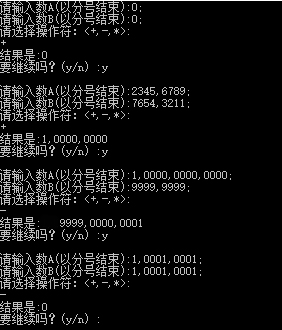 请输入数A(以分号结束):0;
请输入数B(以分号结束):0;
请选择操作符: <+,-,*>:
+
结果是:0
要继续吗? (y/n) :y
请输入数A(以分号结束):2345,6789;
请输入数B(以分号结束):7654,3211;
请选择操作符: <+,-,*>:
+
结果是:1,0000,0000
要继续吗? (y/n) :y
请输入数A(以分号结束):1,0000,0000,0000;
请输入数B(以分号结束):9999,9999;
请选择操作符: <+,-,*>:
-
结果是:   9999,0000,0001
要继续吗? (y/n) :y
请输入数A(以分号结束):1,0001,0001;
请输入数B(以分号结束):1,0001,0001;
请选择操作符: <+,-,*>:
-
结果是:0
要继续吗? (y/n) :